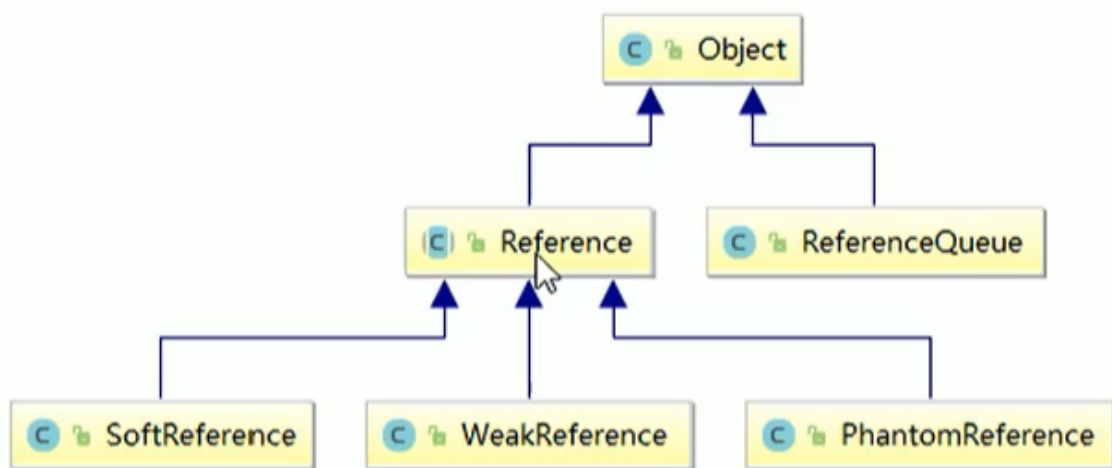 C Object
C Reference
C ReferenceQueue
C SoftReference
C WeakReference
C PhantomReference